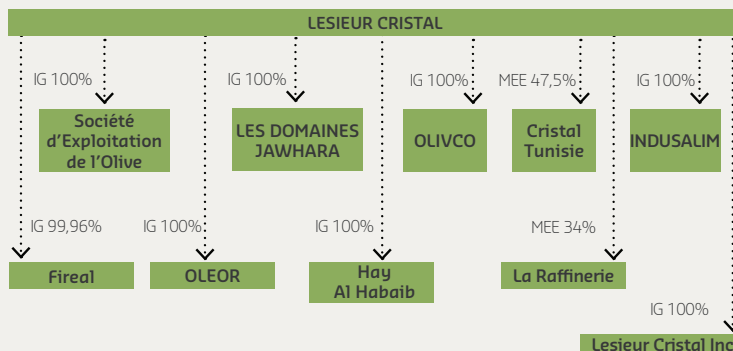 LESIEUR CRISTAL
IG 100%
IG 100%
IG 100%
MEE 47,5%
IG 100%
Société
d'Exploitation
de l'Olive
LES DOMAINES
JAWHARA
OLIVCO
Cristal
Tunisie
INDUSALIM
IG 99,96%
IG 100%
IG 100%
MEE 34%
Fireal
OLEOR
Hay
Al Habaib
La Raffinerie
IG 100%
Lesieur Cristal Inc